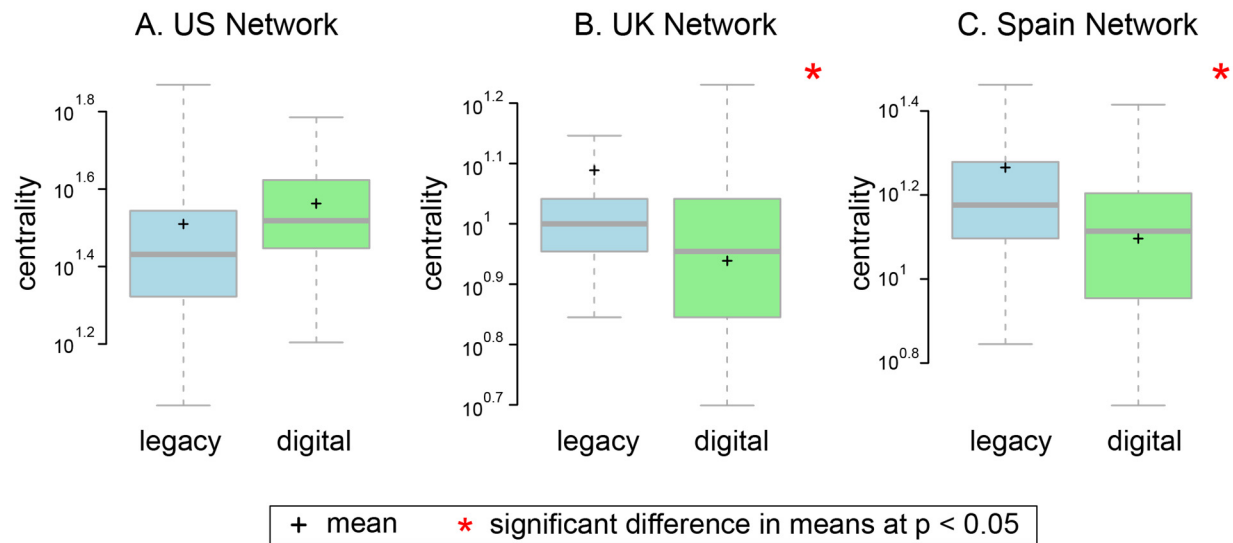 A. US Network
centrality
10^1.8
10^1.6
10^1.4
10^1.2
legacy digital
B. UK Network
*
centrality
10^1.2
10^1.1
10^1
10^0.9
10^0.8
10^0.7
legacy digital
C. Spain Network
*
centrality
10^1.4
10^1.2
10^1
10^0.8
legacy digital
+ mean * significant difference in means at p < 0.05